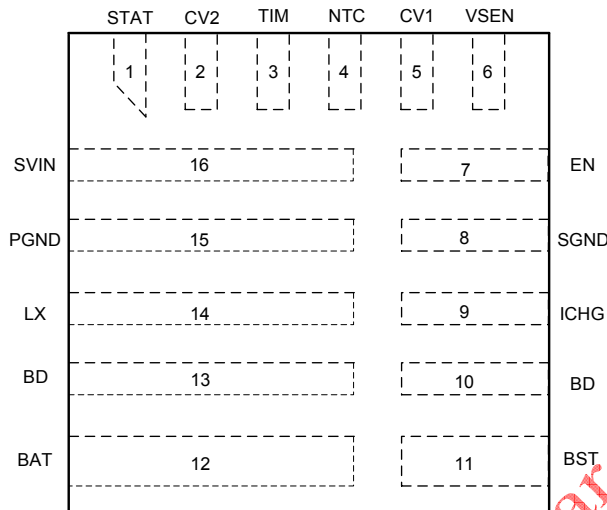 STAT CV2 TIM NTC CV1 VSEN
1 2 3 4 5 6
SVIN 16 7 EN
PGND 15 8 SGND
LX 14 9 ICHG
BD 13 10 BD
BAT 12 11 BST
ar